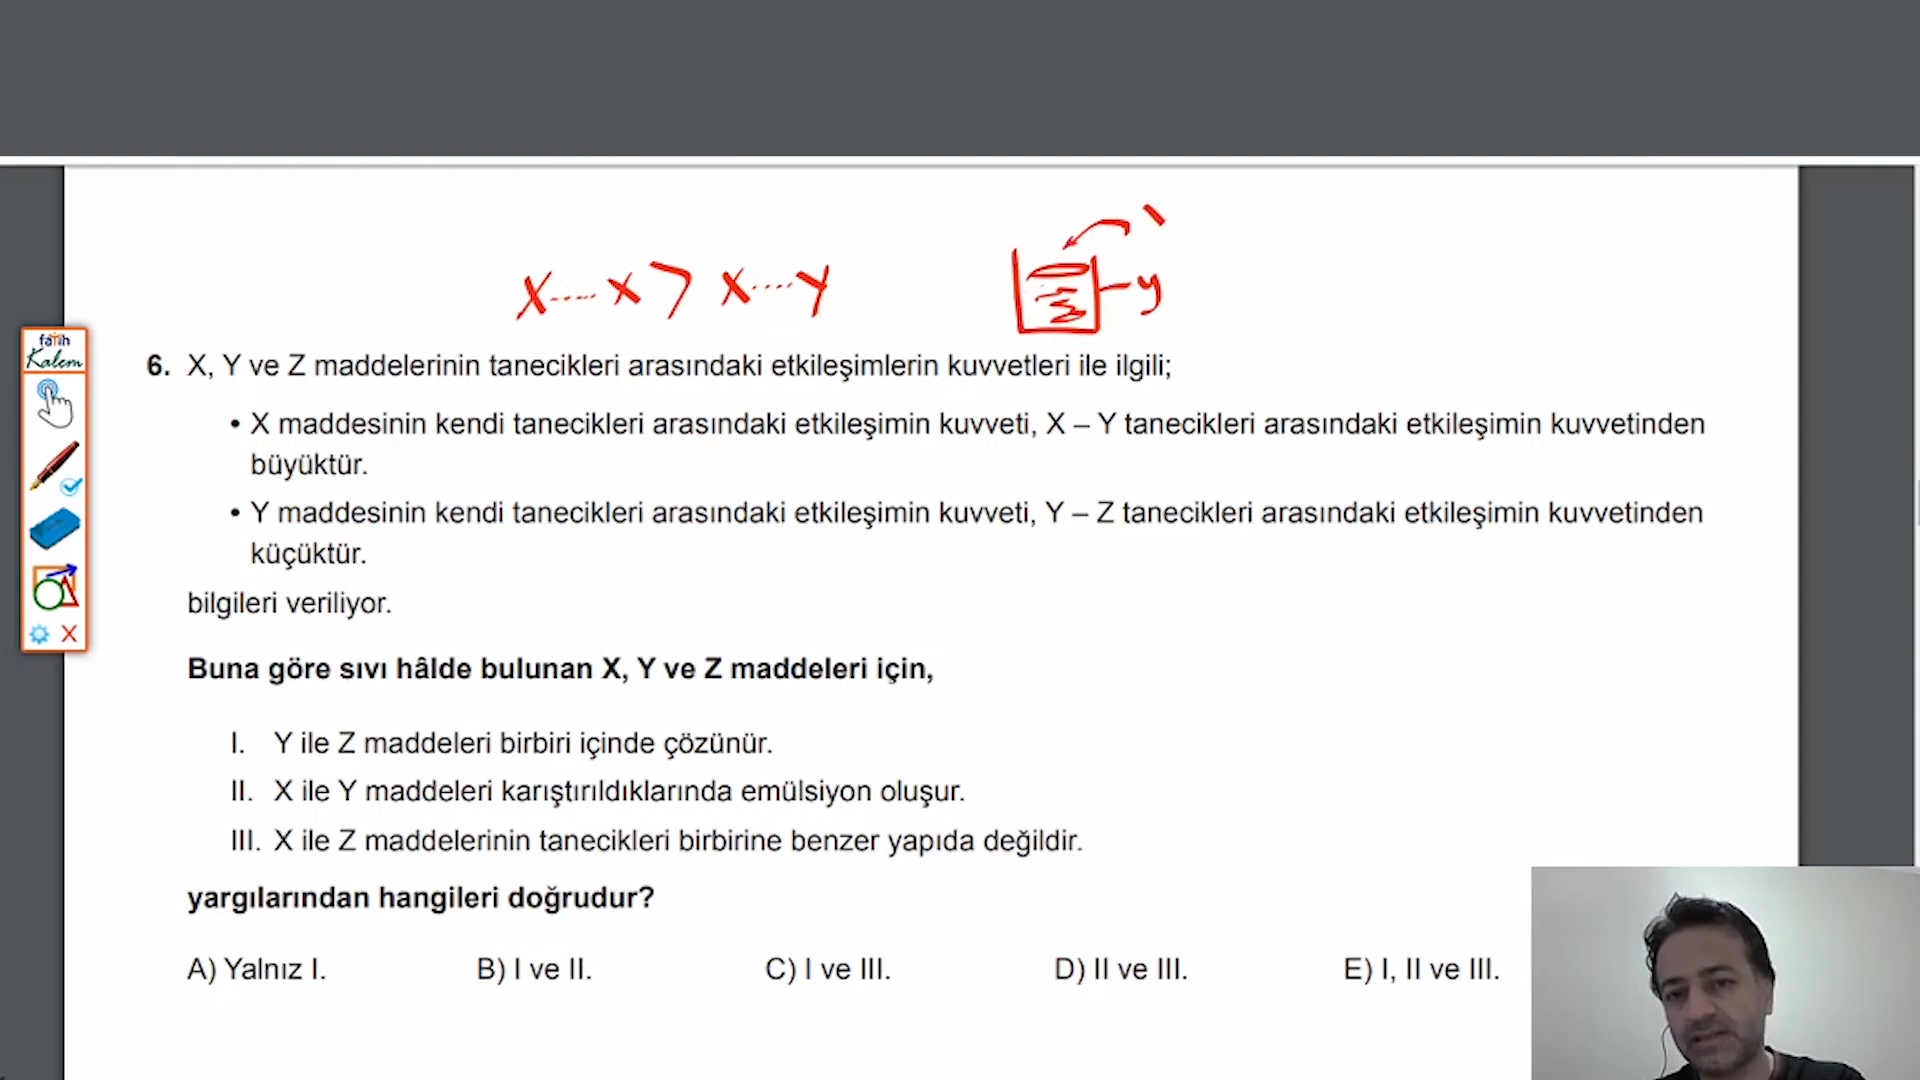 X.....X > X.....Y
y
fatih
Kalem
6. X, Y ve Z maddelerinin tanecikleri arasındaki etkileşimlerin kuvvetleri ile ilgili;
• X maddesinin kendi tanecikleri arasındaki etkileşimin kuvveti, X – Y tanecikleri arasındaki etkileşimin kuvvetinden
büyüktür.
• Y maddesinin kendi tanecikleri arasındaki etkileşimin kuvveti, Y – Z tanecikleri arasındaki etkileşimin kuvvetinden
küçüktür.
bilgileri veriliyor.
Buna göre sıvı hâlde bulunan X, Y ve Z maddeleri için,
I. Y ile Z maddeleri birbiri içinde çözünür.
II. X ile Y maddeleri karıştırıldıklarında emülsiyon oluşur.
III. X ile Z maddelerinin tanecikleri birbirine benzer yapıda değildir.
yargılarından hangileri doğrudur?
A) Yalnız I. B) I ve II. C) I ve III. D) II ve III. E) I, II ve III.